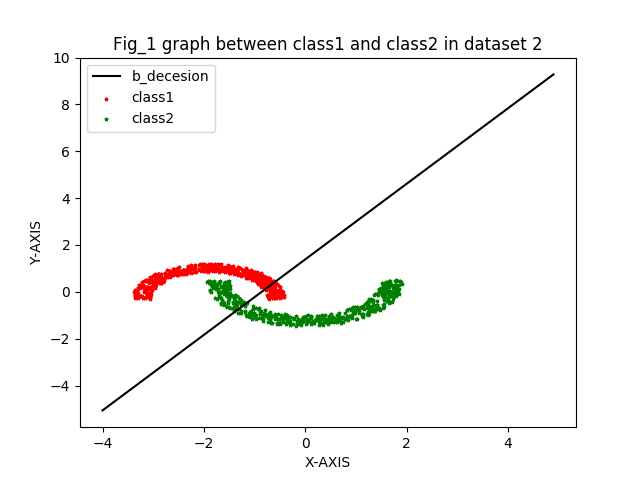 Fig_1 graph between class1 and class2 in dataset 2
b_decesion
class1
class2
10
8
6
4
2
0
−2
−4
Y-AXIS
−4 −2 0 2 4
X-AXIS